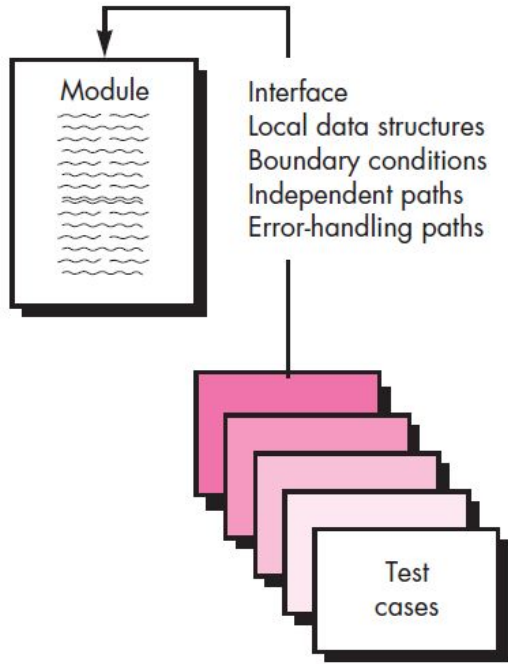 Module
Interface
Local data structures
Boundary conditions
Independent paths
Error-handling paths
Test
cases